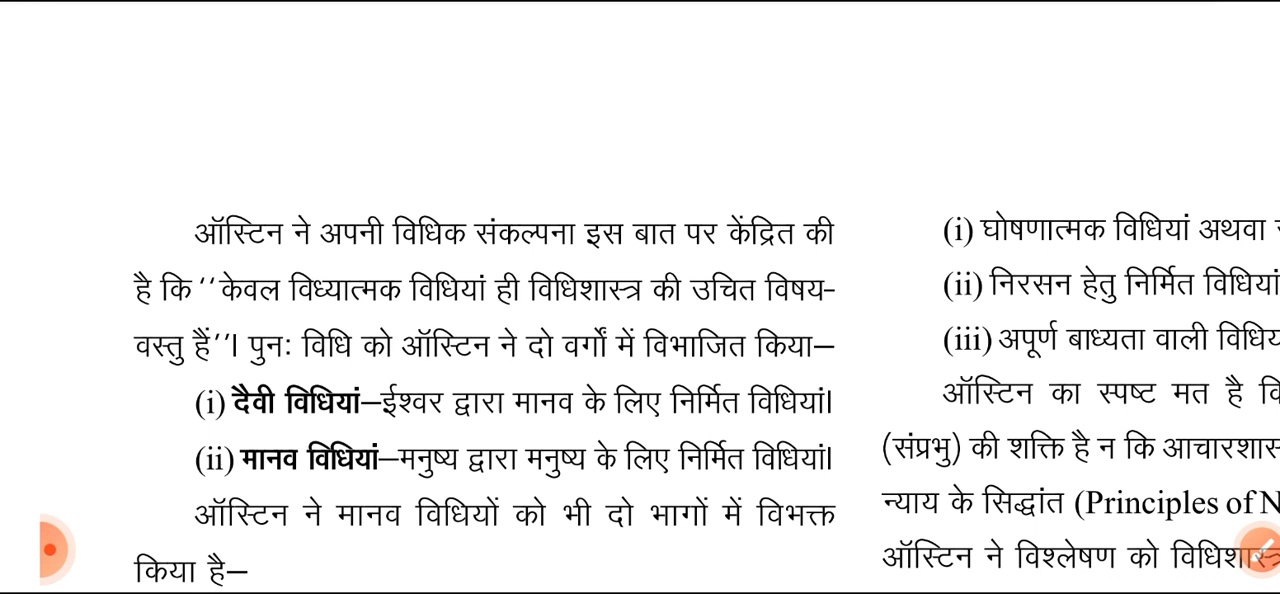 ऑस्टिन ने अपनी विधिक संकल्पना इस बात पर केंद्रित की
है कि ‘‘केवल विध्यात्मक विधियां ही विधिशास्त्र की उचित विषय-
वस्तु हैं’’। पुनः विधि को ऑस्टिन ने दो वर्गों में विभाजित किया—
(i) दैवी विधियां—ईश्वर द्वारा मानव के लिए निर्मित विधियां।
(ii) मानव विधियां—मनुष्य द्वारा मनुष्य के लिए निर्मित विधियां।
ऑस्टिन ने मानव विधियों को भी दो भागों में विभक्त
किया है—
(i) घोषणात्मक विधियां अथवा
(ii) निरसन हेतु निर्मित विधियां
(iii) अपूर्ण बाध्यता वाली
ऑस्टिन का स्पष्ट मत है
(संप्रभु) की शक्ति है न कि
न्याय के सिद्धांत (Principles of
ऑस्टिन ने विश्लेषण को